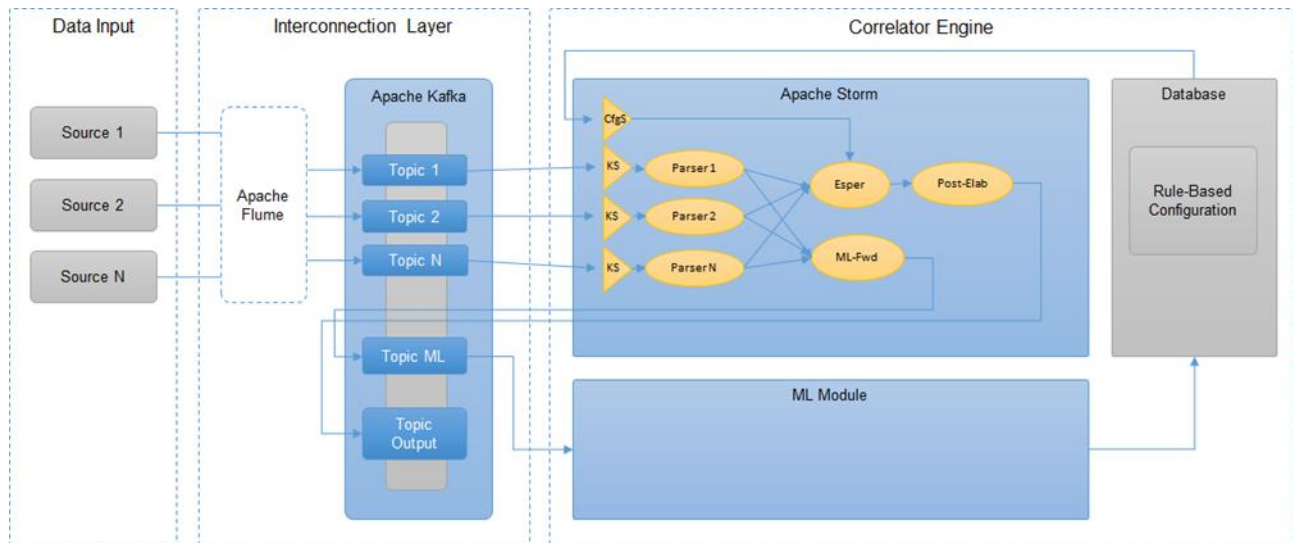 Data Input
Interconnection Layer
Correlator Engine
Apache Kafka
Apache Storm
Database
Source 1
Source 2
Source N
Apache
Flume
Topic 1
Topic 2
Topic N
Topic ML
Topic
Output
CfgS
KS
Parser1
KS
Parser2
KS
ParserN
Esper
Post-Elab
ML-Fwd
Rule-Based
Configuration
ML Module